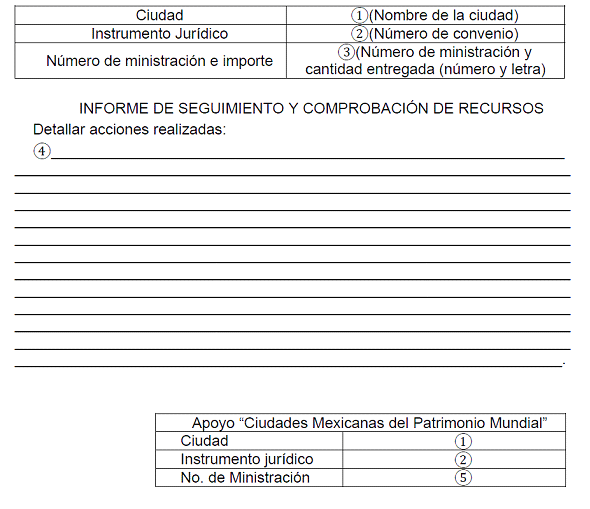 Ciudad ①(Nombre de la ciudad)
Instrumento Jurídico ②(Número de convenio)
Número de ministración e importe ③(Número de ministración y
cantidad entregada (número y letra)
INFORME DE SEGUIMIENTO Y COMPROBACIÓN DE RECURSOS
Detallar acciones realizadas:
④
.
Apoyo “Ciudades Mexicanas del Patrimonio Mundial”
Ciudad ①
Instrumento jurídico ②
No. de Ministración ⑤